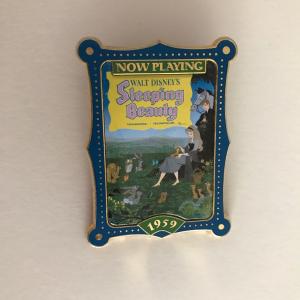 NOW PLAYING
WALT DISNEY'S
Sleeping
Beauty
1959